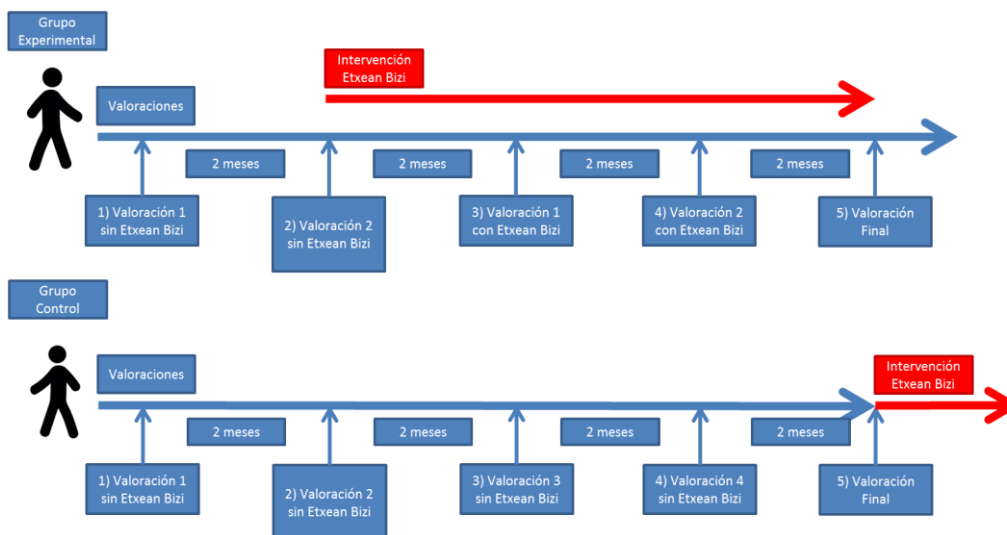 Grupo
Experimental
Intervención
Etxean Bizi
Valoraciones
2 meses
2 meses
2 meses
2 meses
1) Valoración 1
sin Etxean Bizi
2) Valoración 2
sin Etxean Bizi
3) Valoración 1
con Etxean Bizi
4) Valoración 2
con Etxean Bizi
5) Valoración
Final
Grupo
Control
Valoraciones
Intervención
Etxean Bizi
2 meses
2 meses
2 meses
2 meses
1) Valoración 1
sin Etxean Bizi
2) Valoración 2
sin Etxean Bizi
3) Valoración 3
sin Etxean Bizi
4) Valoración 4
sin Etxean Bizi
5) Valoración
Final